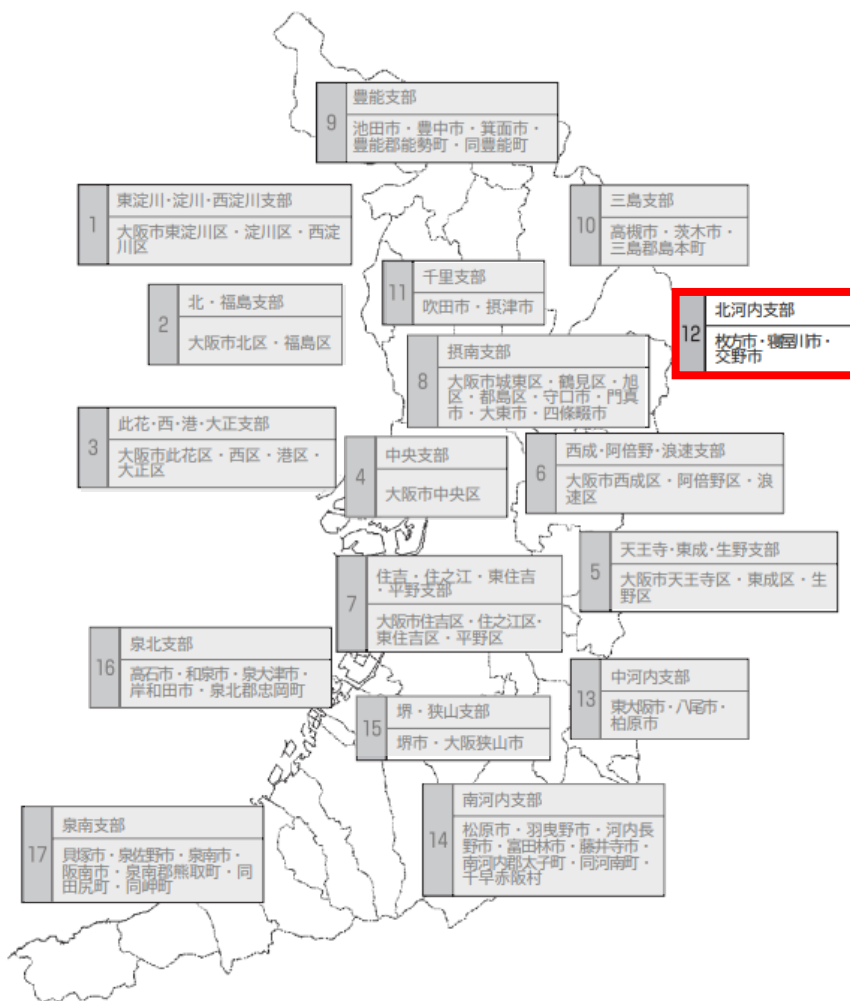 9
豊能支部
池田市・豊中市・箕面市・
豊能郡能勢町・同豊能町
1
東淀川・淀川・西淀川支部
大阪市東淀川区・淀川区・西淀
川区
10
三島支部
高槻市・茨木市・
三島郡島本町
11
千里支部
吹田市・摂津市
2
北・福島支部
大阪市北区・福島区
12
北河内支部
枚方市・寝屋川市・
交野市
8
摂南支部
大阪市城東区・鶴見区・旭
区・都島区・守口市・門真
市・大東市・四條畷市
3
此花・西・港・大正支部
大阪市此花区・西区・港区・
大正区
4
中央支部
大阪市中央区
6
西成・阿倍野・浪速支部
大阪市西成区・阿倍野区・浪
速区
5
天王寺・東成・生野支部
大阪市天王寺区・東成区・生
野区
7
住吉・住之江・東住吉
・平野支部
大阪市住吉区・住之江区・
東住吉区・平野区
16
泉北支部
高石市・和泉市・泉大津市・
岸和田市・泉北郡忠岡町
13
中河内支部
東大阪市・八尾市・
柏原市
15
堺・狭山支部
堺市・大阪狭山市
14
南河内支部
松原市・羽曳野市・河内長
野市・富田林市・藤井寺市・
南河内郡太子町・同河南町・
千早赤阪村
17
泉南支部
貝塚市・泉佐野市・泉南市・
阪南市・泉南郡熊取町・同
田尻町・同岬町